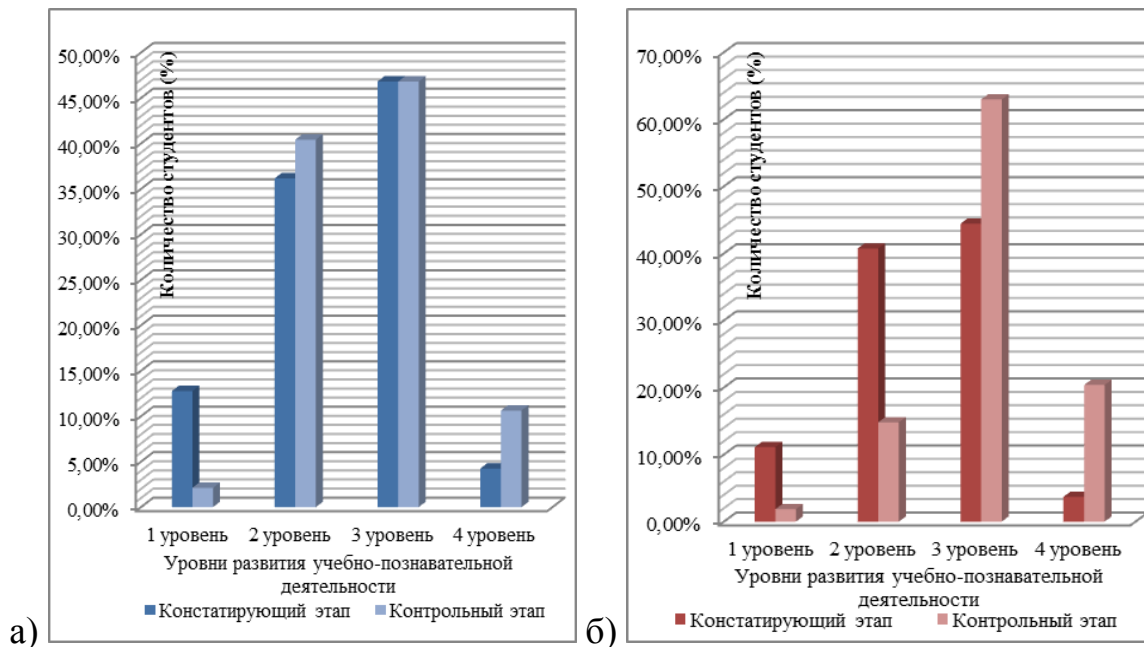 а)
Количество студентов (%)
50,00%
45,00%
40,00%
35,00%
30,00%
25,00%
20,00%
15,00%
10,00%
5,00%
0,00%
1 уровень 2 уровень 3 уровень 4 уровень
Уровни развития учебно-познавательной
деятельности
Констатирующий этап Контрольный этап
б)
Количество студентов (%)
70,00%
60,00%
50,00%
40,00%
30,00%
20,00%
10,00%
0,00%
1 уровень 2 уровень 3 уровень 4 уровень
Уровни развития учебно-познавательной
деятельности
Констатирующий этап Контрольный этап